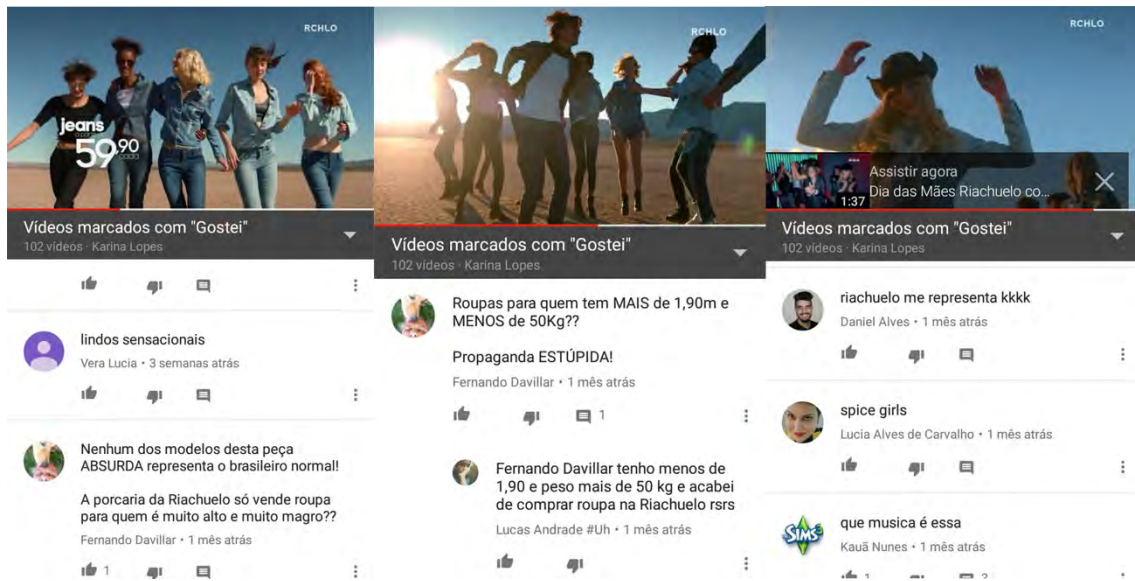 RCHLO
jeans
59,90
cada
Vídeos marcados com "Gostei"
102 vídeos · Karina Lopes
lindos sensacionais
Vera Lucia • 3 semanas atrás
Nenhum dos modelos desta peça
ABSURDA representa o brasileiro normal!
A porcaria da Riachuelo só vende roupa
para quem é muito alto e muito magro??
Fernando Davillar • 1 mês atrás
1
RCHLO
Vídeos marcados com "Gostei"
102 vídeos · Karina Lopes
Roupas para quem tem MAIS de 1,90m e
MENOS de 50Kg??
Propaganda ESTÚPIDA!
Fernando Davillar • 1 mês atrás
1
Fernando Davillar tenho menos de
1,90 e peso mais de 50 kg e acabei
de comprar roupa na Riachuelo rsrs
Lucas Andrade #Uh • 1 mês atrás
RCHLO
Assistir agora
Dia das Mães Riachuelo co...
1:37
Vídeos marcados com "Gostei"
102 vídeos · Karina Lopes
riachuelo me representa kkkk
Daniel Alves • 1 mês atrás
spice girls
Lucia Alves de Carvalho • 1 mês atrás
SIMS 3
que musica é essa
Kauã Nunes • 1 mês atrás